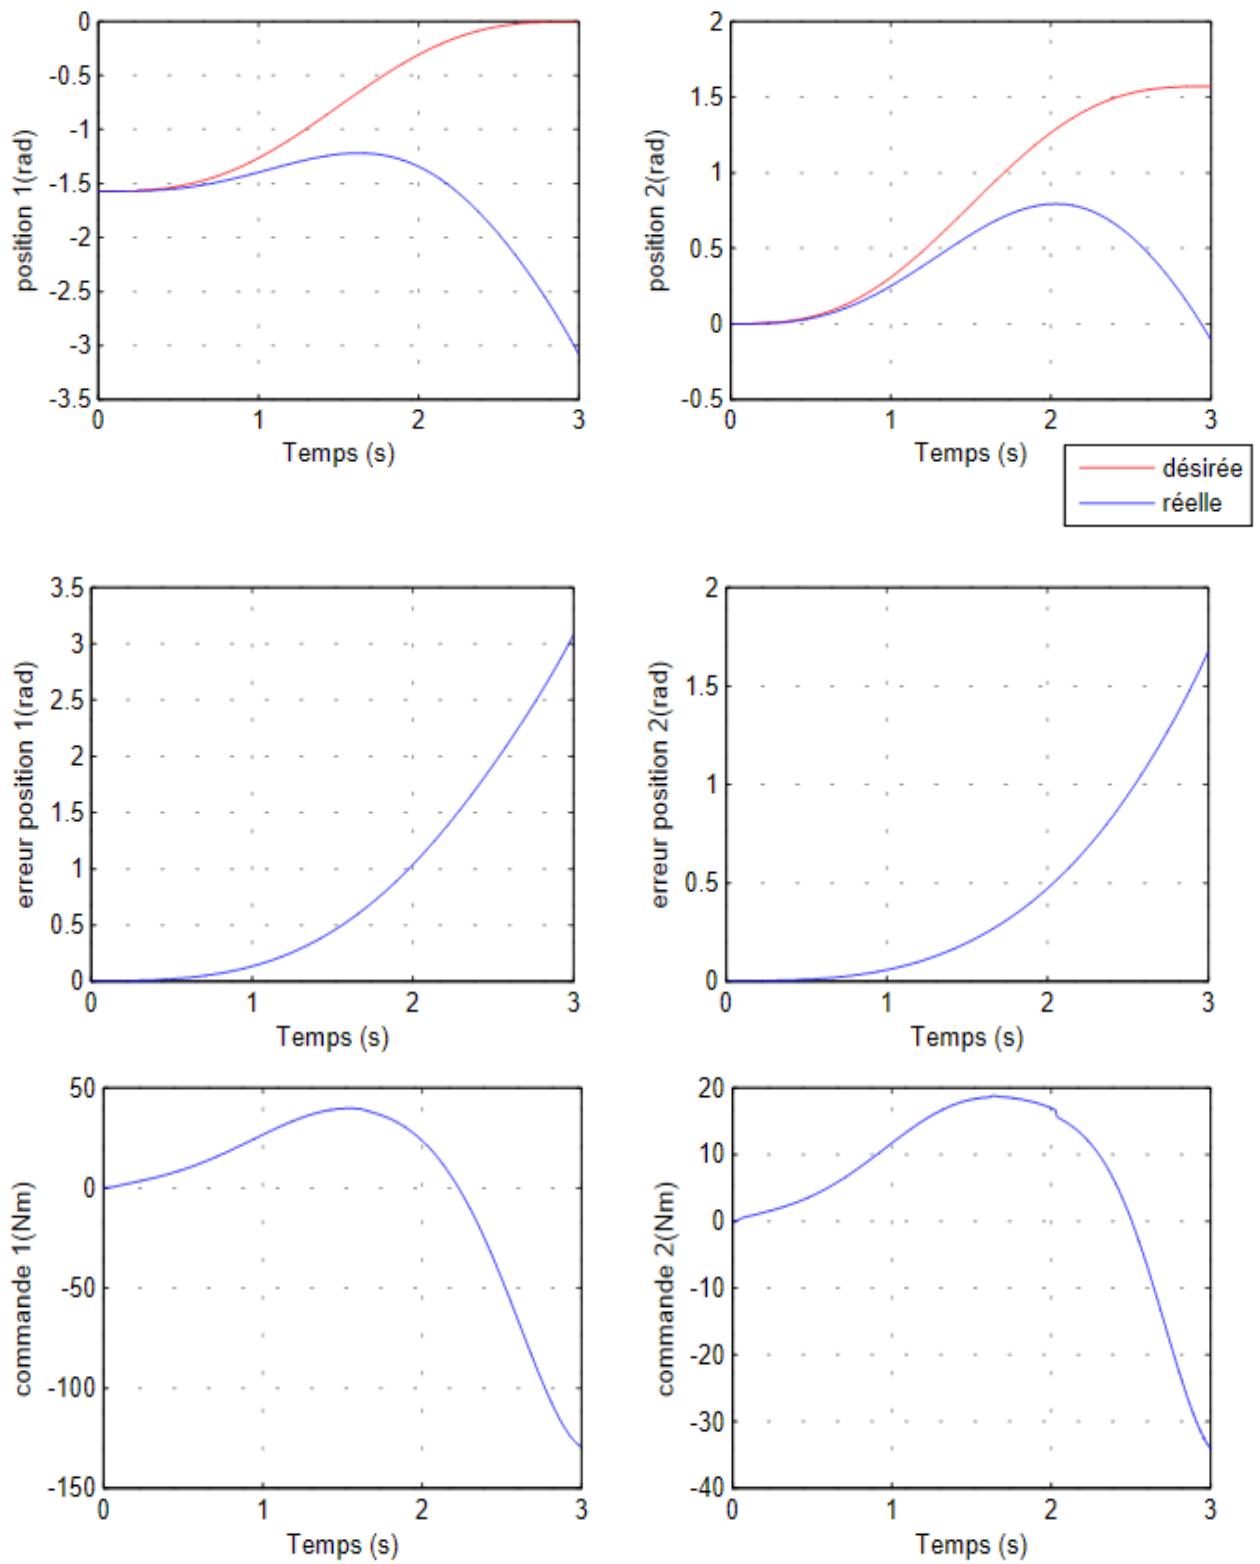 0
-0.5
-1
-1.5
-2
-2.5
-3
-3.5
position 1(rad)
0 1 2 3
Temps (s)
2
1.5
1
0.5
0
-0.5
position 2(rad)
0 1 2 3
Temps (s)
désirée
réelle
3.5
3
2.5
2
1.5
1
0.5
0
erreur position 1(rad)
0 1 2 3
Temps (s)
2
1.5
1
0.5
0
erreur position 2(rad)
0 1 2 3
Temps (s)
50
0
-50
-100
-150
commande 1(Nm)
0 1 2 3
Temps (s)
20
10
0
-10
-20
-30
-40
commande 2(Nm)
0 1 2 3
Temps (s)